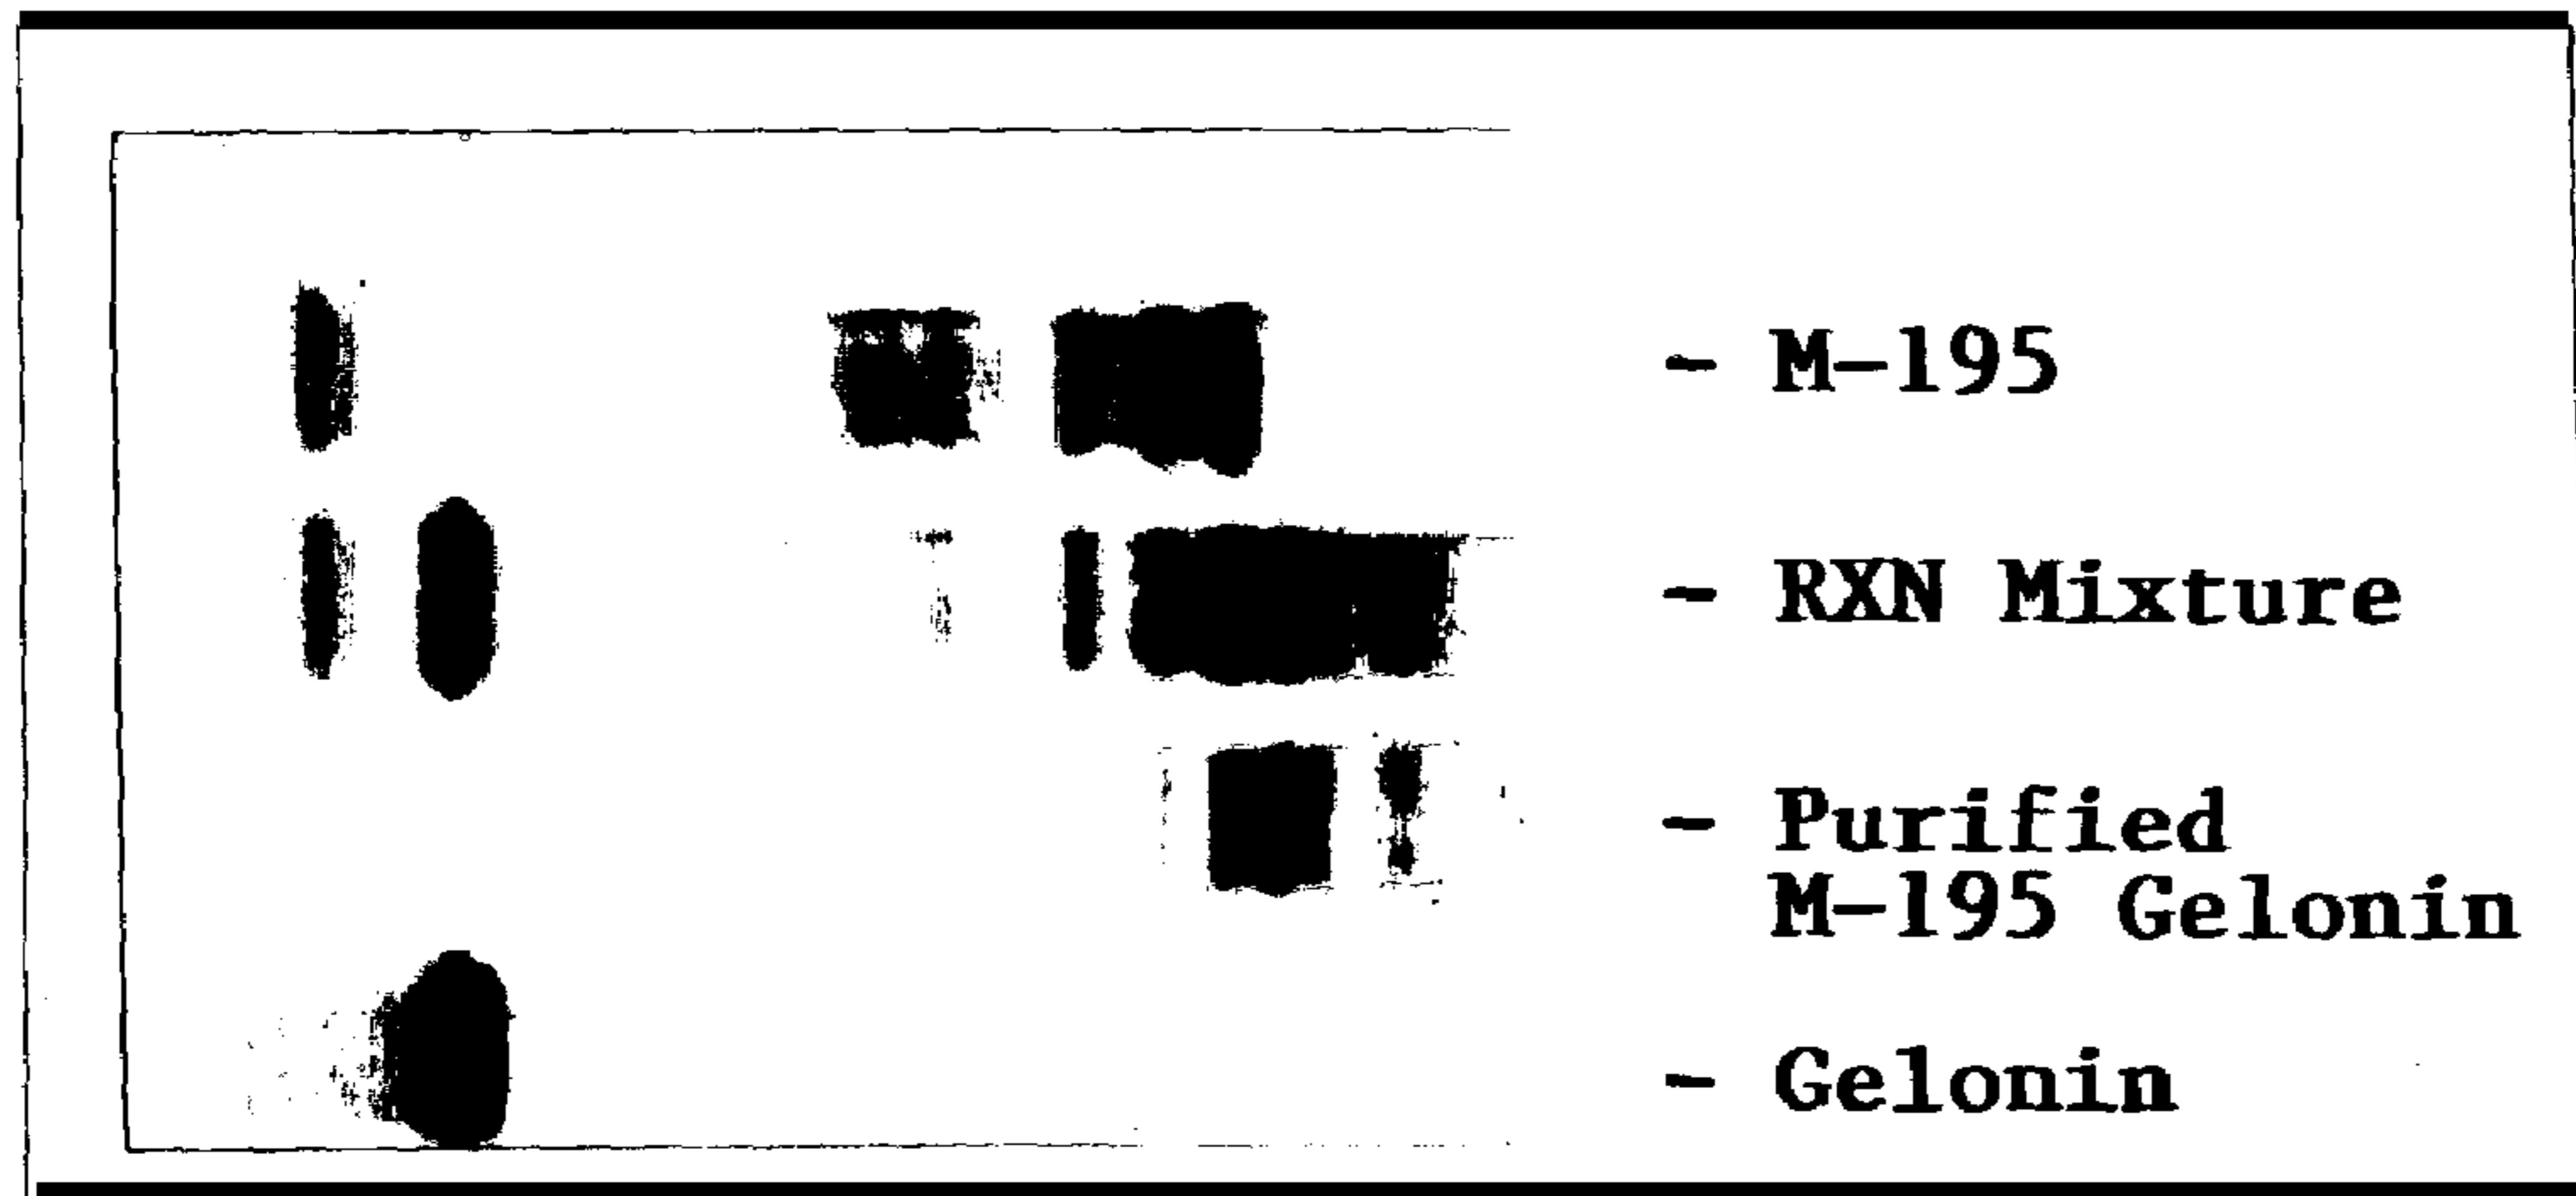 - M-195
- RXN Mixture
- Purified
M-195 Gelonin
- Gelonin